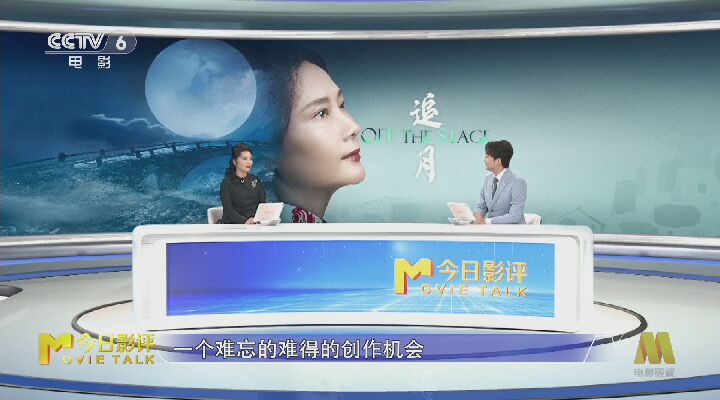 CCTV 6
电影
追月
OFF THE STAGE
今日影评
MOVIE TALK
今日影评
MOVIE TALK
一个难忘的难得的创作机会
电影频道